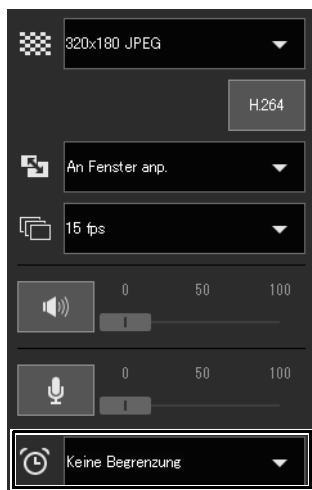 320x180 JPEG
H.264
An Fenster anp.
15 fps
0 50 100
0 50 100
Keine Begrenzung